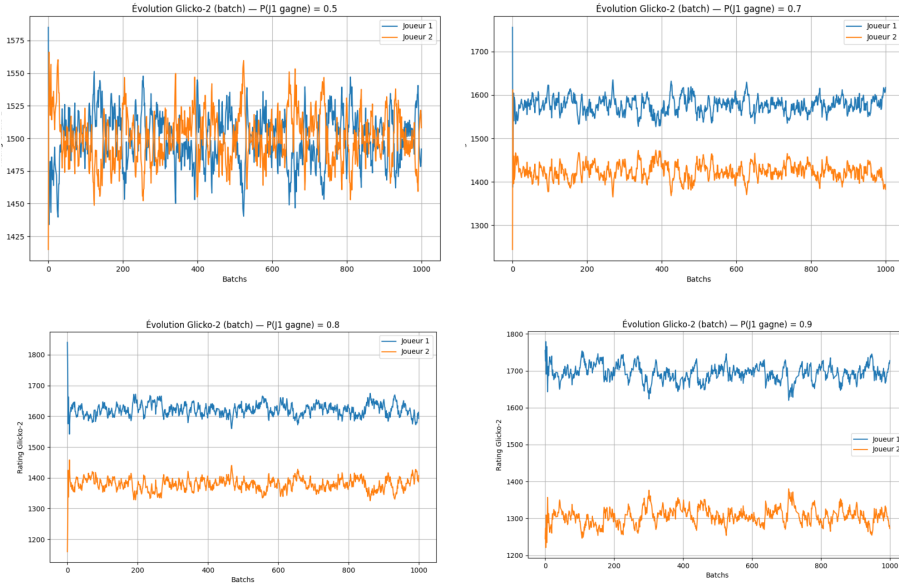 Évolution Glicko-2 (batch) — P(J1 gagne) = 0.5
Joueur 1
Joueur 2
1575
1550
1525
1500
1475
1450
1425
0
200
400
600
800
1000
Batchs
Évolution Glicko-2 (batch) — P(J1 gagne) = 0.7
Joueur 1
Joueur 2
1700
1600
1500
1400
1300
0
200
400
600
800
1000
Batchs
Évolution Glicko-2 (batch) — P(J1 gagne) = 0.8
Joueur 1
Joueur 2
Rating Glicko-2
1800
1700
1600
1500
1400
1300
1200
0
200
400
600
800
1000
Batchs
Évolution Glicko-2 (batch) — P(J1 gagne) = 0.9
Joueur 1
Joueur 2
Rating Glicko-2
1800
1700
1600
1500
1400
1300
1200
0
200
400
600
800
1000
Batchs